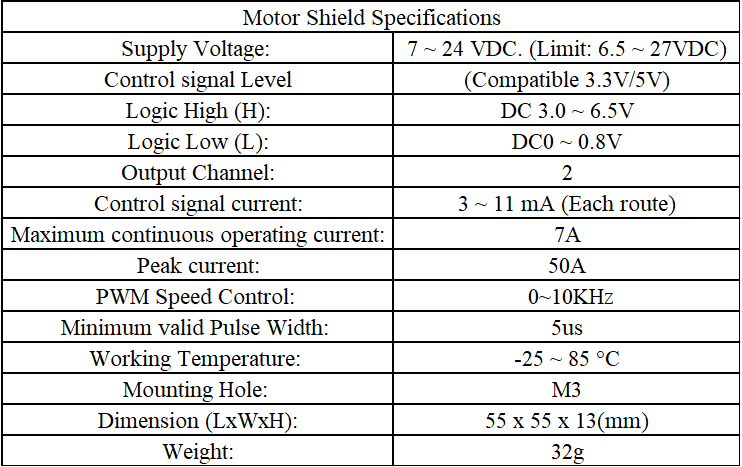 Motor Shield Specifications
Supply Voltage: 7 ~ 24 VDC. (Limit: 6.5 ~ 27VDC)
Control signal Level (Compatible 3.3V/5V)
Logic High (H): DC 3.0 ~ 6.5V
Logic Low (L): DC0 ~ 0.8V
Output Channel: 2
Control signal current: 3 ~ 11 mA (Each route)
Maximum continuous operating current: 7A
Peak current: 50A
PWM Speed Control: 0~10KHz
Minimum valid Pulse Width: 5us
Working Temperature: -25 ~ 85 °C
Mounting Hole: M3
Dimension (LxWxH): 55 x 55 x 13(mm)
Weight: 32g